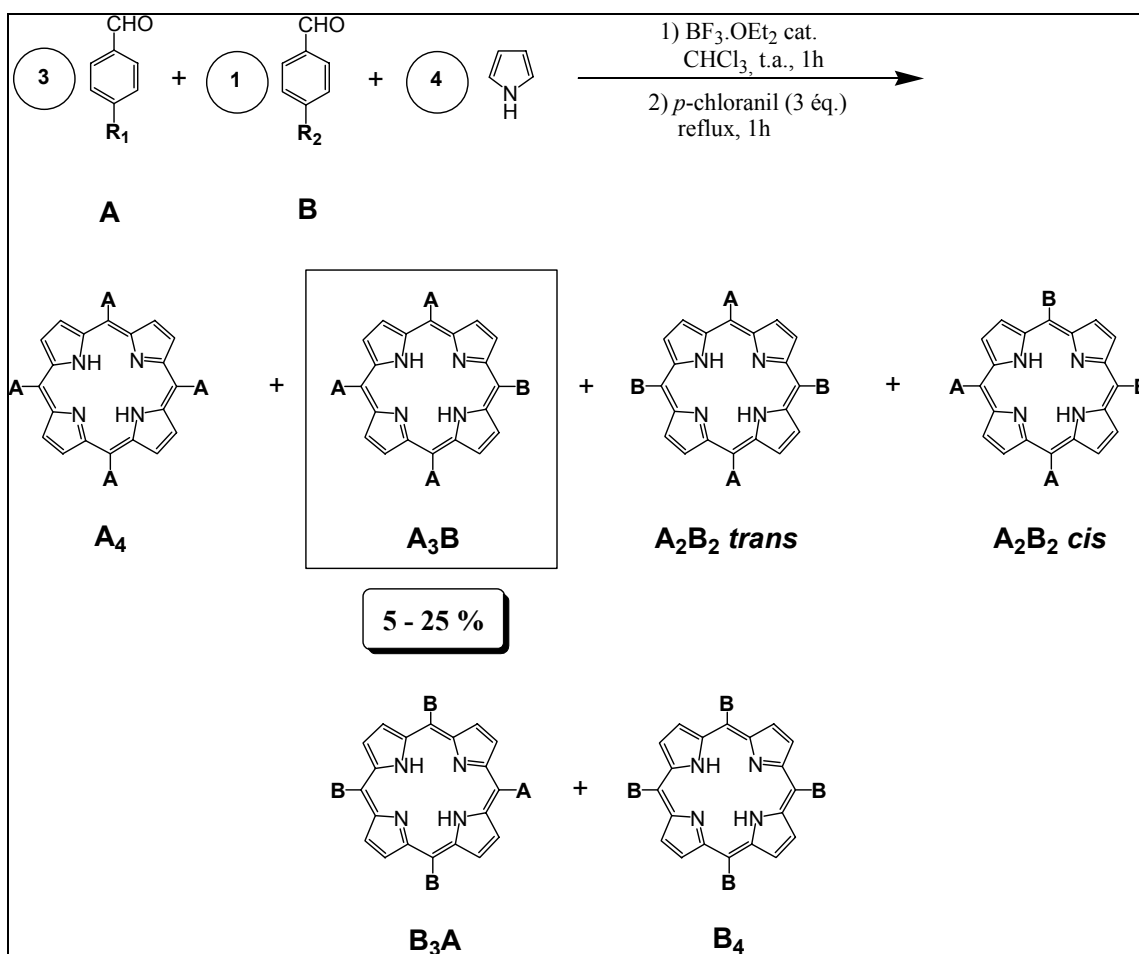 CHO CHO
3 + 1 + 4 N H
R1 R2
1) BF3.OEt2 cat.
CHCl3, t.a., 1h
2) p-chloranil (3 éq.)
reflux, 1h
A B
A A A B
NH N NH N NH N NH N
A A + A B + B B + A B
N HN N HN N HN N HN
A A A A
A4 A3B A2B2 trans A2B2 cis
5 - 25 %
B B
NH N NH N
B A + B B
N HN N HN
B B
B3A B4